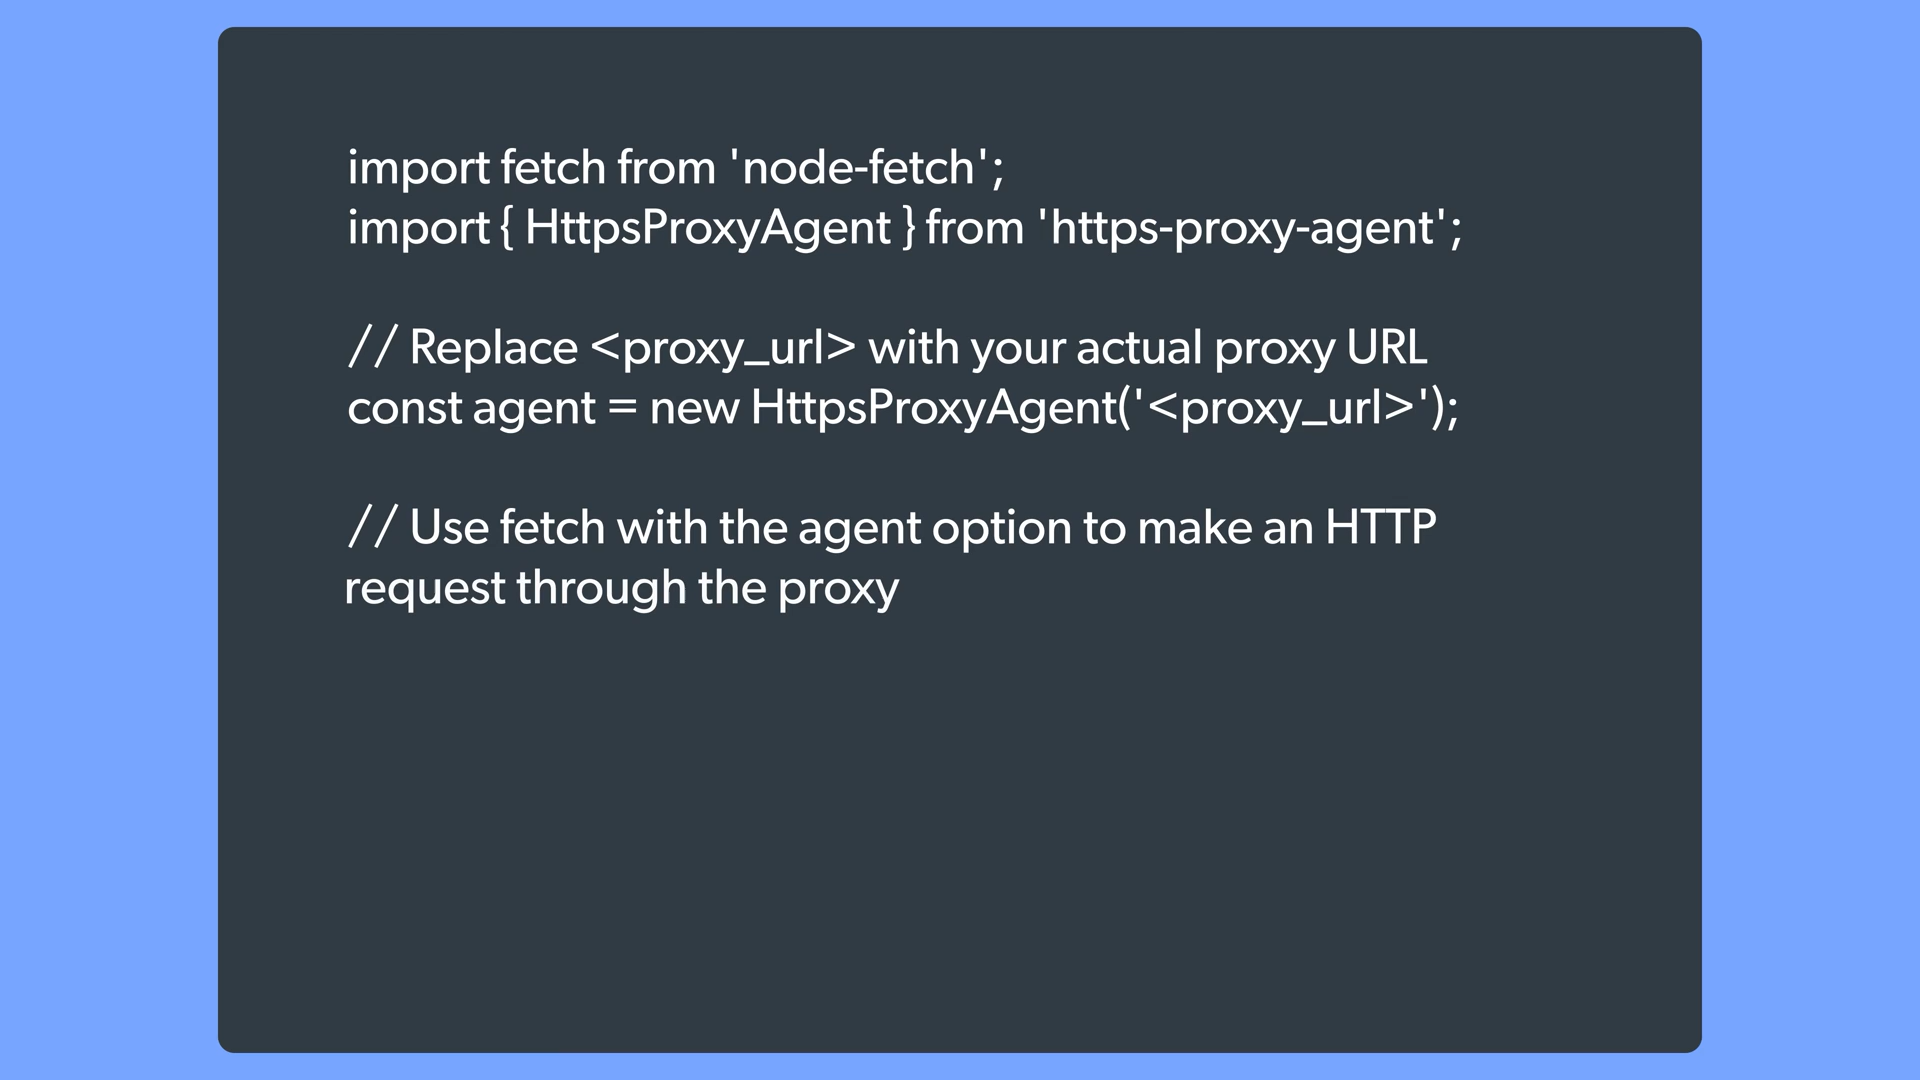 import fetch from 'node-fetch';
import { HttpsProxyAgent } from 'https-proxy-agent';
// Replace <proxy_url> with your actual proxy URL
const agent = new HttpsProxyAgent('<proxy_url>');
// Use fetch with the agent option to make an HTTP
request through the proxy